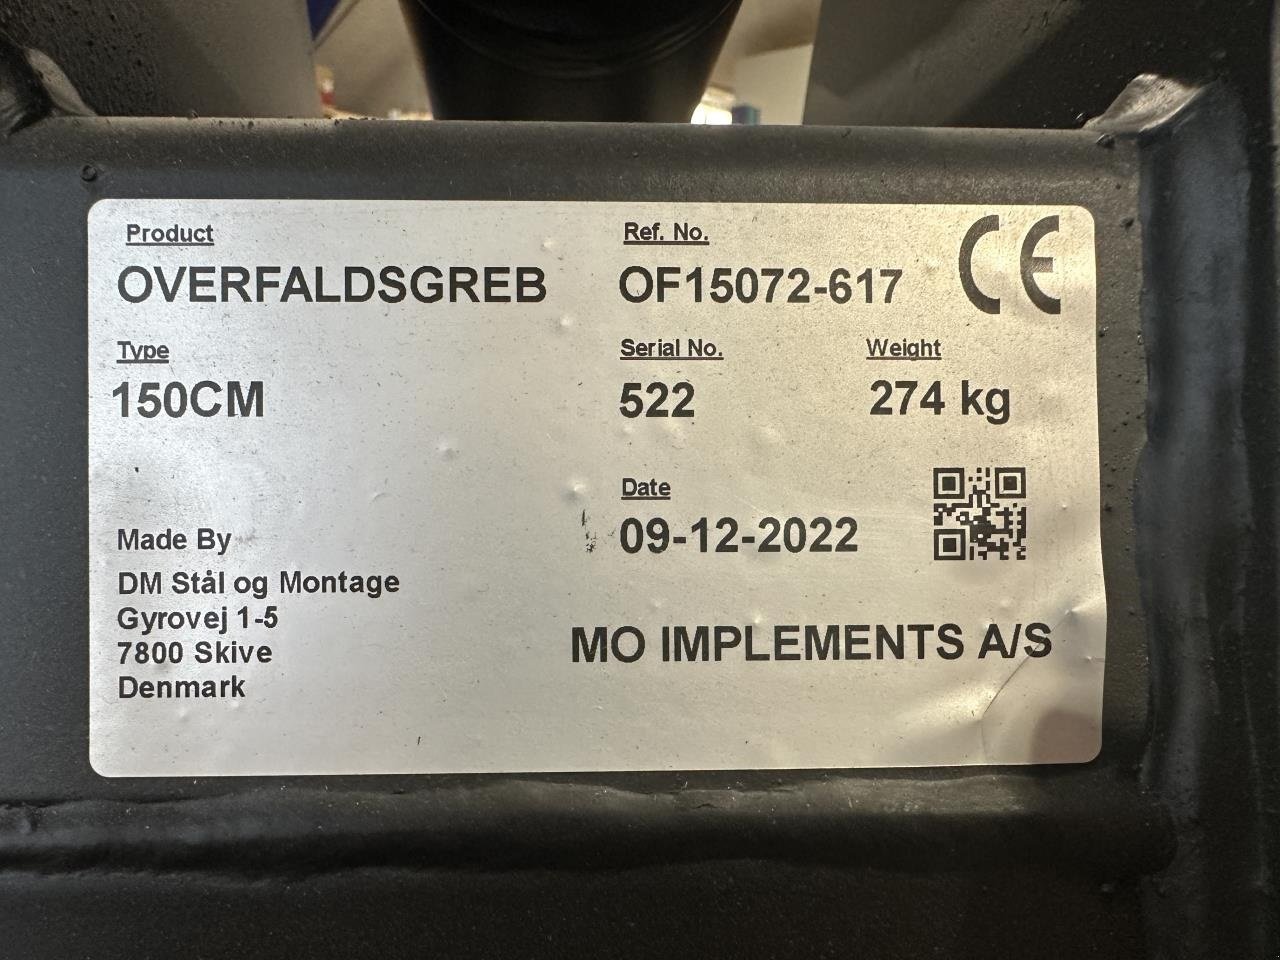 Product
OVERFALDSGREB
Ref. No.
OF15072-617
CE
Type
150CM
Serial No.
522
Weight
274 kg
Date
09-12-2022
Made By
DM Stål og Montage
Gyrovej 1-5
7800 Skive
Denmark
MO IMPLEMENTS A/S